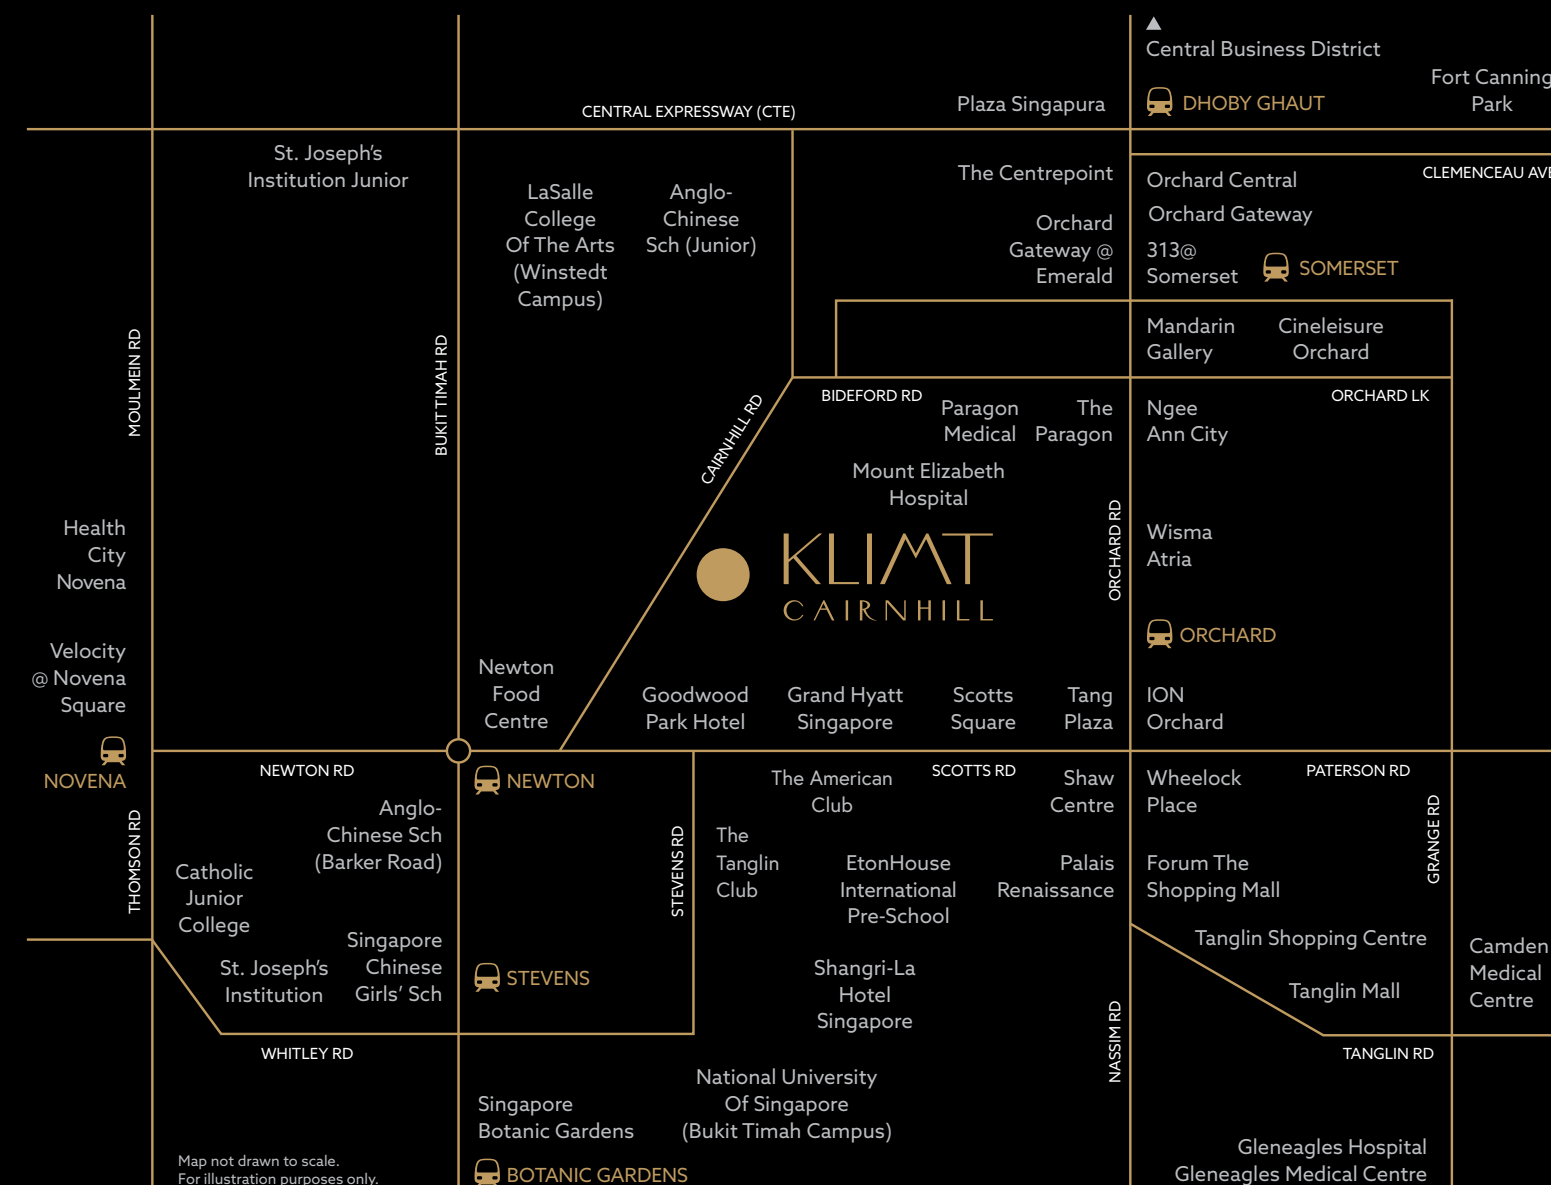 Central Business District
Fort Canning
Park
DHOBY GHAUT
Plaza Singapura
CENTRAL EXPRESSWAY (CTE)
St. Joseph's
Institution Junior
LaSalle
College
Of The Arts
(Winstedt
Campus)
Anglo-
Chinese
Sch (Junior)
The Centrepoint
Orchard
Gateway @
Emerald
CLEMENCEAU AVE
Orchard Central
Orchard Gateway
313@
Somerset
SOMERSET
Mandarin
Gallery
Cineleisure
Orchard
MOULMEIN RD
BUKIT TIMAH RD
CAIRNHILL RD
BIDEFORD RD
ORCHARD LK
Paragon
Medical
The
Paragon
Ngee
Ann City
Mount Elizabeth
Hospital
ORCHARD RD
Wisma
Atria
Health
City
Novena
KLIMT
CAIRNHILL
ORCHARD
Velocity
@ Novena
Square
Newton
Food
Centre
Goodwood
Park Hotel
Grand Hyatt
Singapore
Scotts
Square
Tang
Plaza
ION
Orchard
NOVENA
NEWTON RD
NEWTON
SCOTTS RD
PATERSON RD
The American
Club
Shaw
Centre
Wheelock
Place
THOMSON RD
Anglo-
Chinese Sch
(Barker Road)
STEVENS RD
The
Tanglin
Club
EtonHouse
International
Pre-School
Palais
Renaissance
Forum The
Shopping Mall
GRANGE RD
Catholic
Junior
College
Singapore
Chinese
Girls' Sch
St. Joseph's
Institution
STEVENS
Shangri-La
Hotel
Singapore
Tanglin Shopping Centre
Tanglin Mall
Camden
Medical
Centre
WHITLEY RD
NASSIM RD
TANGLIN RD
National University
Of Singapore
(Bukit Timah Campus)
Singapore
Botanic Gardens
BOTANIC GARDENS
Gleneagles Hospital
Gleneagles Medical Centre
Map not drawn to scale.
For illustration purposes only.